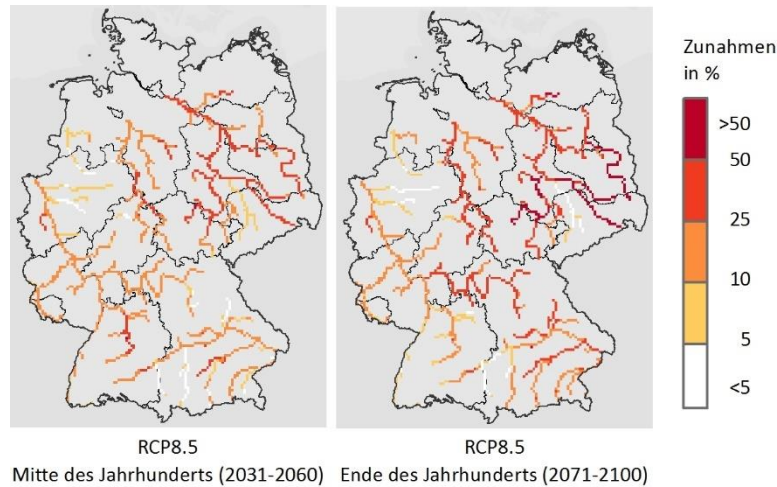 Zunahmen
in %
>50
50
25
10
5
<5
RCP8.5
Mitte des Jahrhunderts (2031-2060)
RCP8.5
Ende des Jahrhunderts (2071-2100)